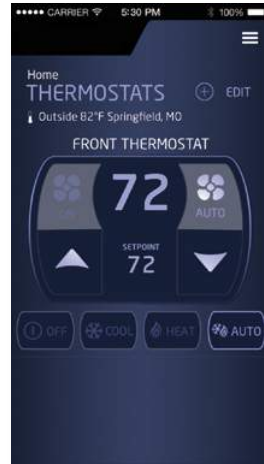 CARRIER 5:30 PM 100%
Home
THERMOSTATS EDIT
Outside 82°F Springfield, MO
FRONT THERMOSTAT
72
ON AUTO
SETPOINT
72
OFF COOL HEAT AUTO